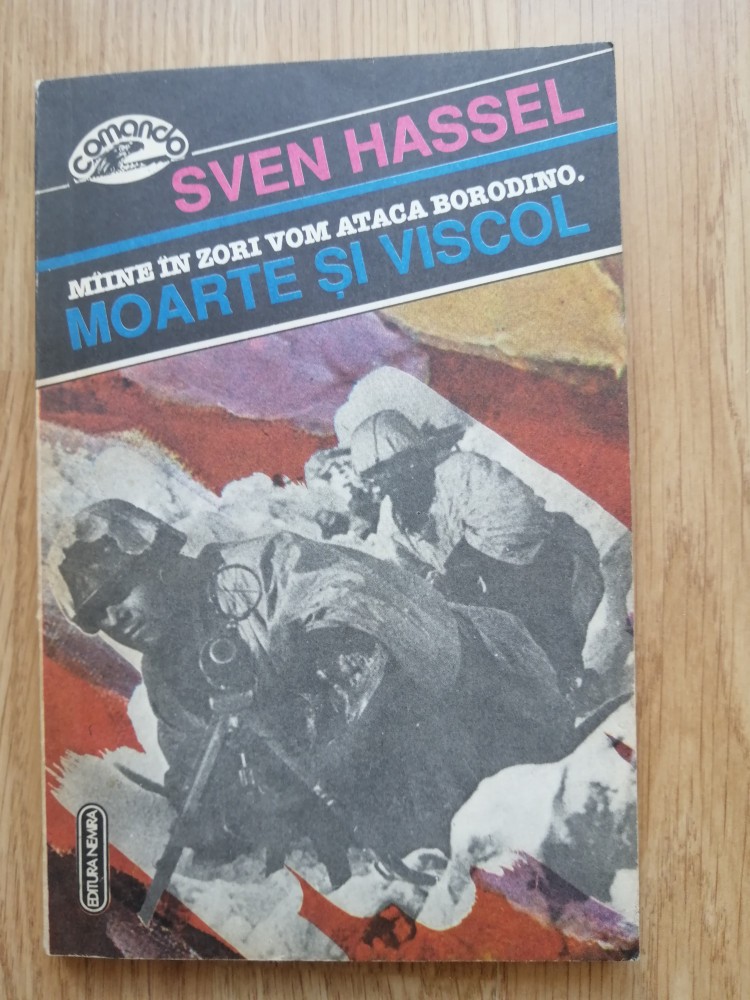 comando
SVEN HASSEL
MÎINE ÎN ZORI VOM ATACA BORODINO.
MOARTE ȘI VISCOL
EDITURA NEMIRA